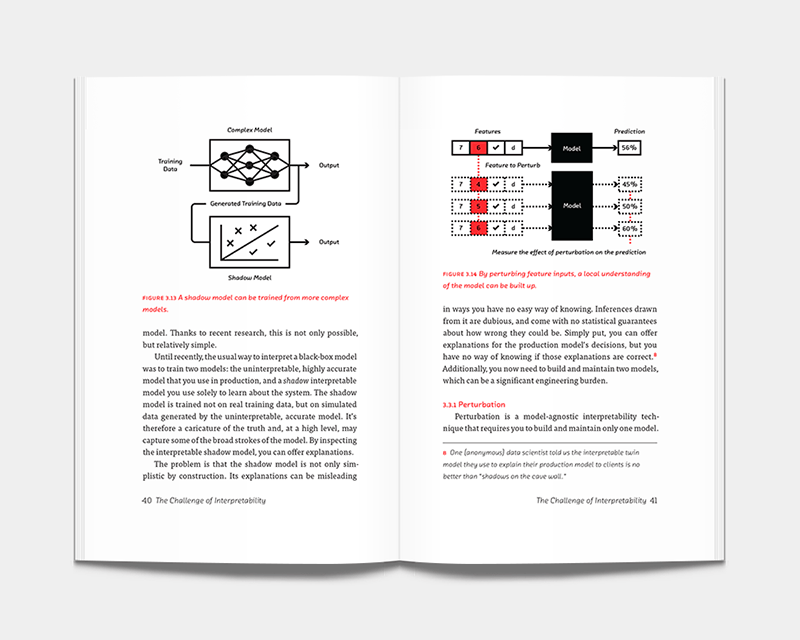 Complex Model
Training
Data
Output
Generated Training Data
Output
Shadow Model
FIGURE 3.13 A shadow model can be trained from more complex
models.
model. Thanks to recent research, this is not only possible,
but relatively simple.
Until recently, the usual way to interpret a black-box model
was to train two models: the uninterpretable, highly accurate
model that you use in production, and a shadow interpretable
model you use solely to learn about the system. The shadow
model is trained not on real training data, but on simulated
data generated by the uninterpretable, accurate model. It's
therefore a caricature of the truth and, at a high level, may
capture some of the broad strokes of the model. By inspecting
the interpretable shadow model, you can offer explanations.
The problem is that the shadow model is not only sim-
plistic by construction. Its explanations can be misleading
40 The Challenge of Interpretability
Features
Prediction
7 6 ✓ d
Model
56%
Feature to Perturb
7 4 ✓ d
45%
7 5 ✓ d
Model
50%
7 6 ✓ d
60%
Measure the effect of perturbation on the prediction
FIGURE 3.14 By perturbing feature inputs, a local understanding
of the model can be built up.
in ways you have no easy way of knowing. Inferences drawn
from it are dubious, and come with no statistical guarantees
about how wrong they could be. Simply put, you can offer
explanations for the production model's decisions, but you
have no way of knowing if those explanations are correct.8
Additionally, you now need to build and maintain two models,
which can be a significant engineering burden.
3.3.1 Perturbation
Perturbation is a model-agnostic interpretability tech-
nique that requires you to build and maintain only one model.
8 One (anonymous) data scientist told us the interpretable twin
model they use to explain their production model to clients is no
better than "shadows on the cave wall."
The Challenge of Interpretability 41